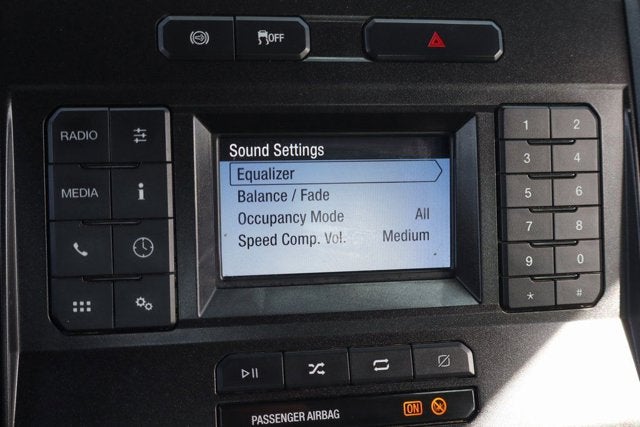 OFF
RADIO
MEDIA
i
Sound Settings
Equalizer
Balance / Fade
Occupancy Mode All
Speed Comp. Vol. Medium
1 2
3 4
5 6
7 8
9 0
* #
PASSENGER AIRBAG ON